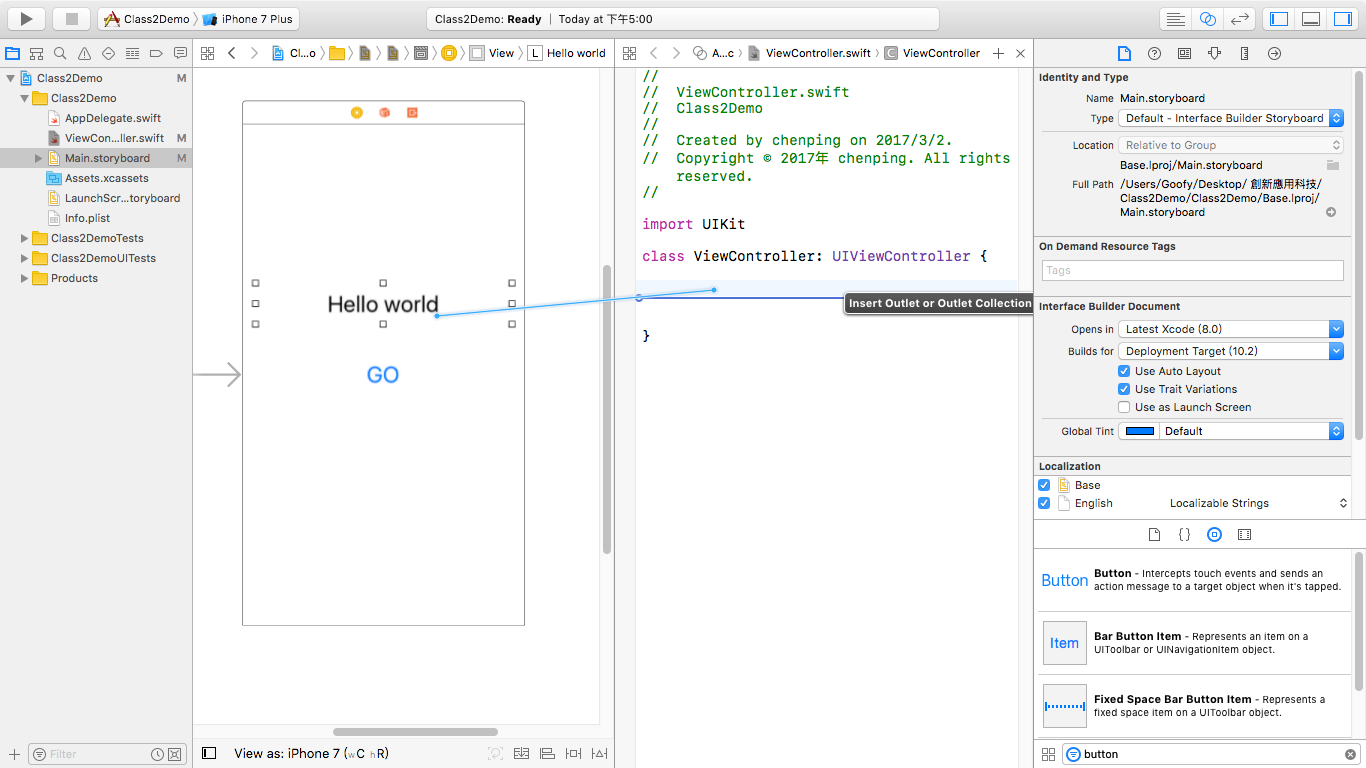 Class2Demo iPhone 7 Plus
Class2Demo: Ready | Today at 下午5:00
Cl...o View L Hello world
A...C ViewController.swift C ViewController
Class2Demo M
Class2Demo
AppDelegate.swift
ViewCon...ller.swift M
Main.storyboard M
Assets.xcassets
LaunchScr...toryboard
Info.plist
Class2DemoTests
Class2DemoUITests
Products
Filter
Hello world
GO
View as: iPhone 7 (wC hR)
//
// ViewController.swift
// Class2Demo
//
// Created by chenping on 2017/3/2.
// Copyright © 2017年 chenping. All rights
reserved.
//
import UIKit
class ViewController: UIViewController {
Insert Outlet or Outlet Collection
}
Identity and Type
Name Main.storyboard
Type Default - Interface Builder Storyboard
Location Relative to Group
Base.lproj/Main.storyboard
Full Path /Users/Goofy/Desktop/ 創新應用科技/
Class2Demo/Class2Demo/Base.lproj/
Main.storyboard
On Demand Resource Tags
Tags
Interface Builder Document
Opens in Latest Xcode (8.0)
Builds for Deployment Target (10.2)
Use Auto Layout
Use Trait Variations
Use as Launch Screen
Global Tint Default
Localization
Base
English Localizable Strings
{}
Button Button - Intercepts touch events and sends an
action message to a target object when it's tapped.
Item Bar Button Item - Represents an item on a
UIToolbar or UINavigationItem object.
Fixed Space Bar Button Item - Represents a
fixed space item on a UIToolbar object.
button